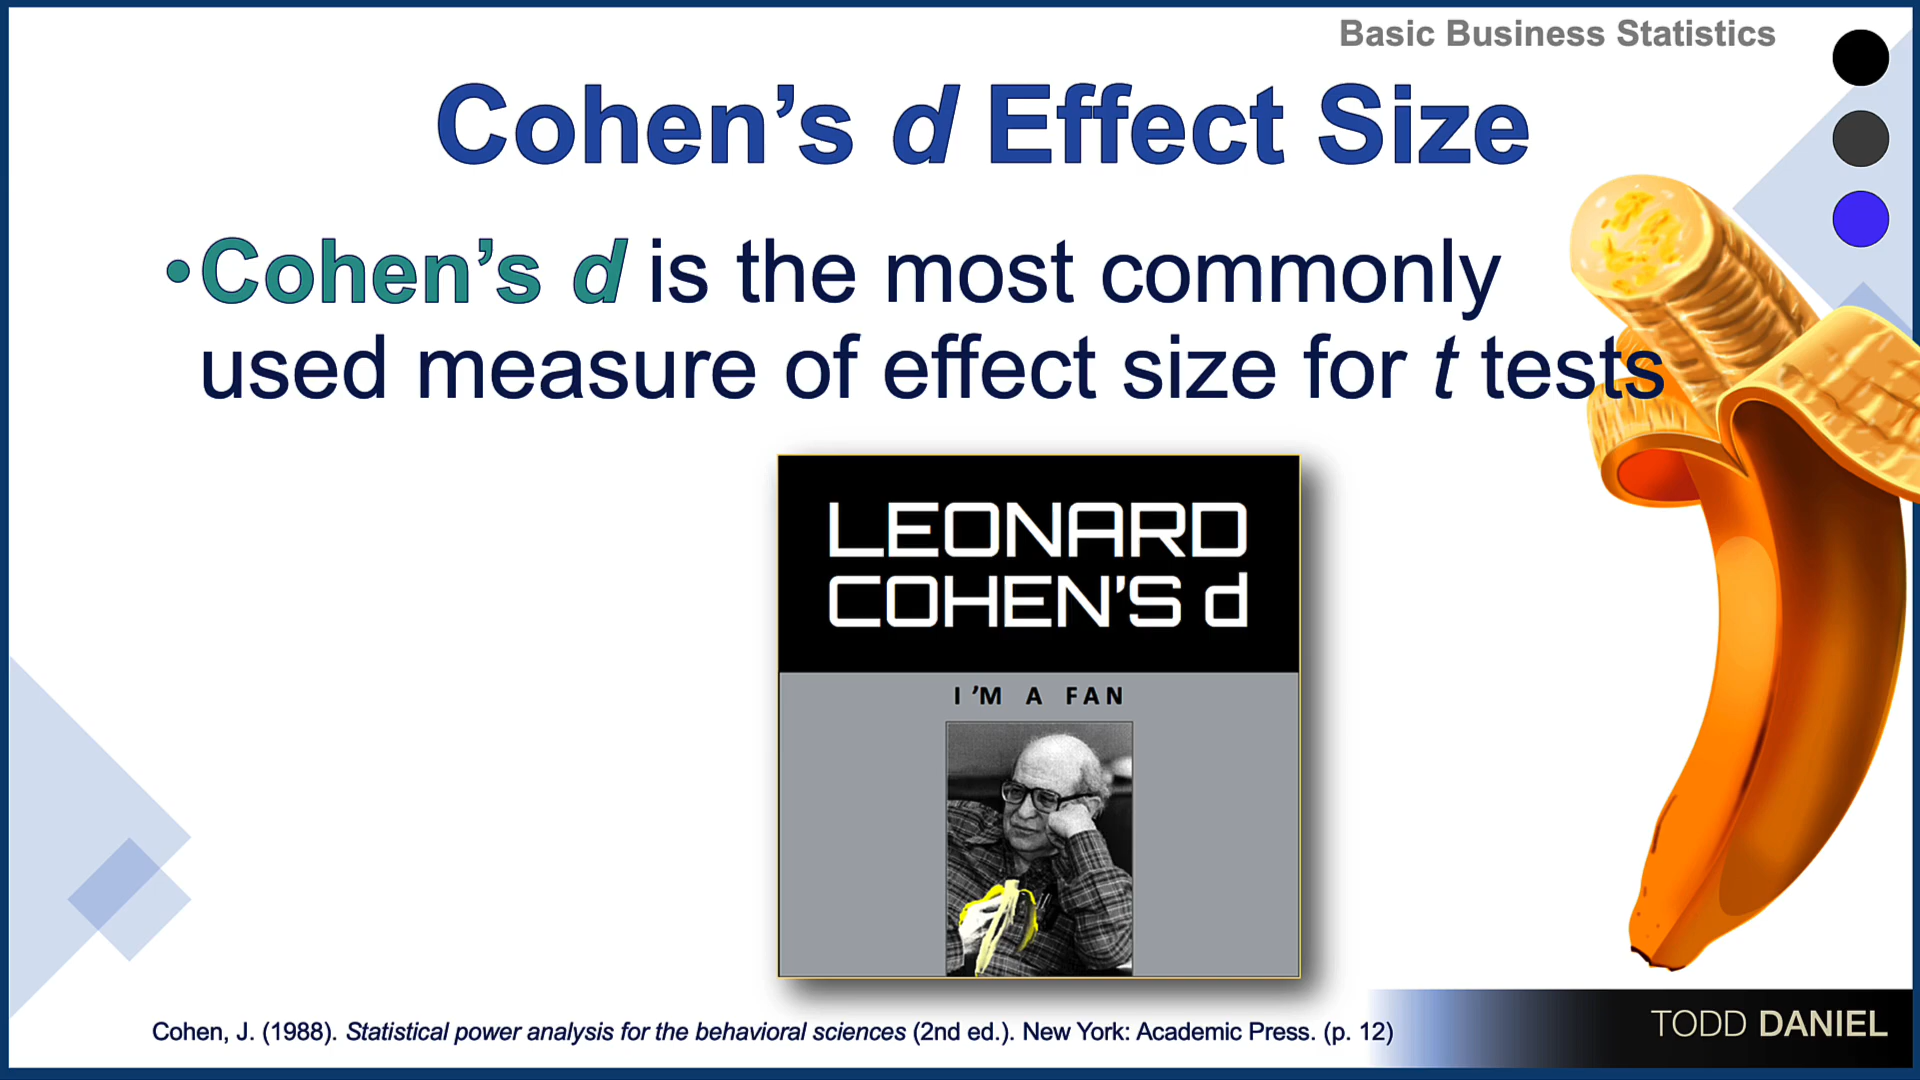 Basic Business Statistics
Cohen’s d Effect Size
•Cohen’s d is the most commonly
used measure of effect size for t tests
LEONARD
COHEN’S d
I ’M A FAN
Cohen, J. (1988). Statistical power analysis for the behavioral sciences (2nd ed.). New York: Academic Press. (p. 12)
TODD DANIEL